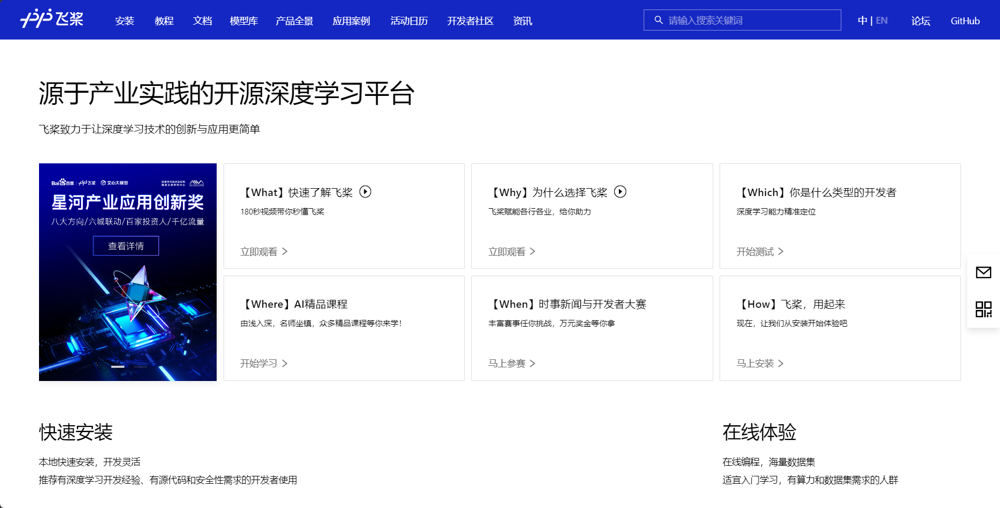 飞桨
安装 教程 文档 模型库 产品全景 应用案例 活动日历 开发者社区 资讯
请输入搜索关键词
中 | EN
论坛
GitHub
源于产业实践的开源深度学习平台
飞桨致力于让深度学习技术的创新与应用更简单
Bai百度 飞桨 文心大模型
深度学习技术及应用
国家工程研究中心
星河产业应用创新奖
八大方向/六城联动/百家投资人/千亿流量
查看详情
【What】快速了解飞桨
180秒视频带你秒懂飞桨
立即观看
【Why】为什么选择飞桨
飞桨赋能各行各业，给你助力
立即观看
【Which】你是什么类型的开发者
深度学习能力精准定位
开始测试
【Where】AI精品课程
由浅入深，名师坐镇，众多精品课程等你来学！
开始学习
【When】时事新闻与开发者大赛
丰富赛事任你挑战，万元奖金等你拿
马上参赛
【How】飞桨，用起来
现在，让我们从安装开始体验吧
马上安装
快速安装
本地快速安装，开发灵活
推荐有深度学习开发经验、有源代码和安全性需求的开发者使用
在线体验
在线编程，海量数据集
适宜入门学习，有算力和数据集需求的人群